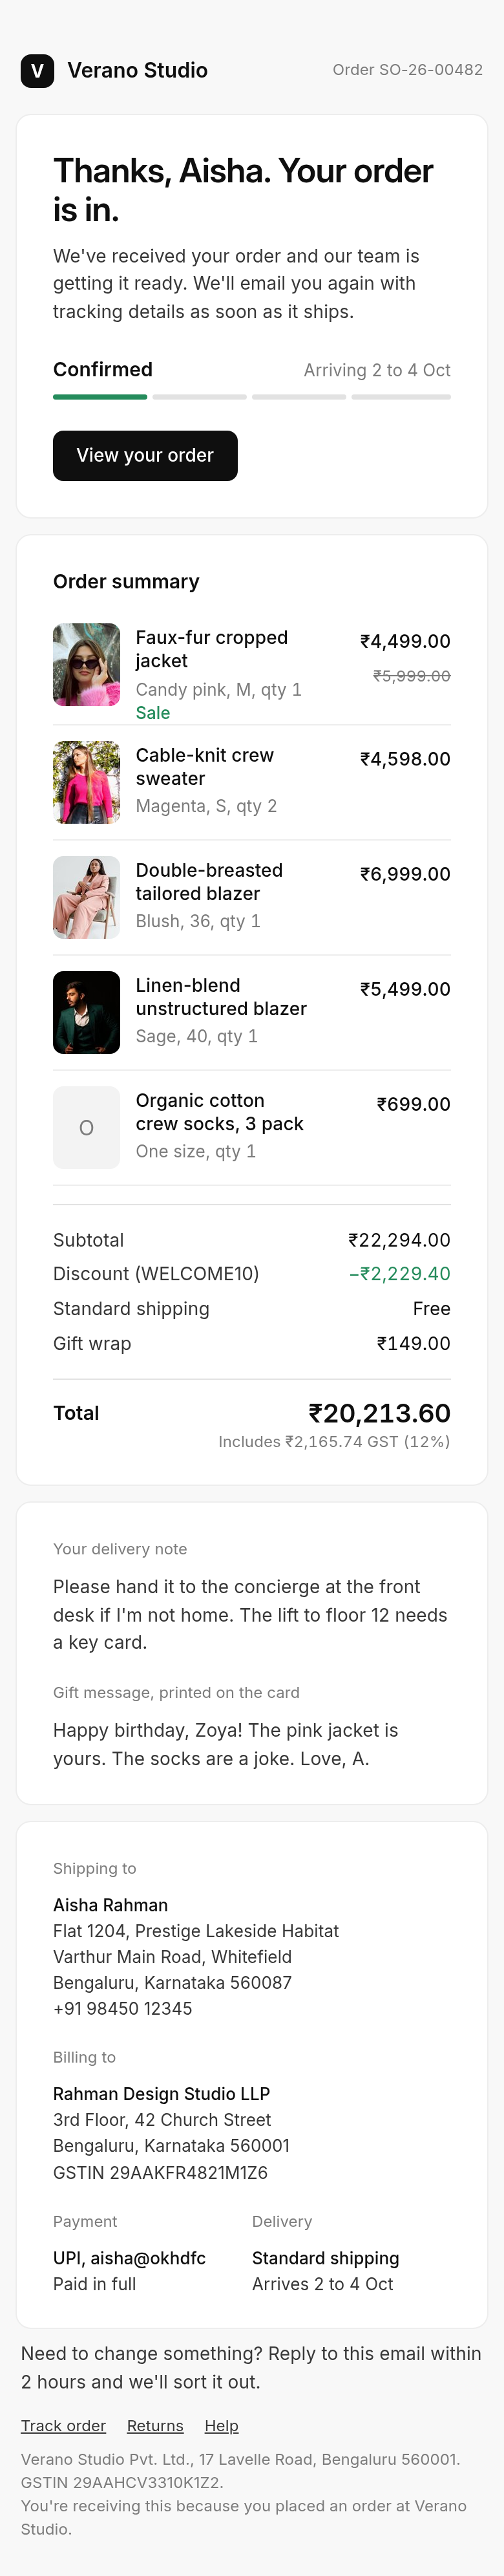 V Verano Studio
Order SO-26-00482
Thanks, Aisha. Your order
is in.
We've received your order and our team is
getting it ready. We'll email you again with
tracking details as soon as it ships.
Confirmed
Arriving 2 to 4 Oct
View your order
Order summary
Faux-fur cropped
jacket
Candy pink, M, qty 1
Sale
₹4,499.00
₹5,999.00
Cable-knit crew
sweater
Magenta, S, qty 2
₹4,598.00
Double-breasted
tailored blazer
Blush, 36, qty 1
₹6,999.00
Linen-blend
unstructured blazer
Sage, 40, qty 1
₹5,499.00
O
Organic cotton
crew socks, 3 pack
One size, qty 1
₹699.00
Subtotal ₹22,294.00
Discount (WELCOME10) −₹2,229.40
Standard shipping Free
Gift wrap ₹149.00
Total ₹20,213.60
Includes ₹2,165.74 GST (12%)
Your delivery note
Please hand it to the concierge at the front
desk if I'm not home. The lift to floor 12 needs
a key card.
Gift message, printed on the card
Happy birthday, Zoya! The pink jacket is
yours. The socks are a joke. Love, A.
Shipping to
Aisha Rahman
Flat 1204, Prestige Lakeside Habitat
Varthur Main Road, Whitefield
Bengaluru, Karnataka 560087
+91 98450 12345
Billing to
Rahman Design Studio LLP
3rd Floor, 42 Church Street
Bengaluru, Karnataka 560001
GSTIN 29AAKFR4821M1Z6
Payment
UPI, aisha@okhdfc
Paid in full
Delivery
Standard shipping
Arrives 2 to 4 Oct
Need to change something? Reply to this email within
2 hours and we'll sort it out.
Track order Returns Help
Verano Studio Pvt. Ltd., 17 Lavelle Road, Bengaluru 560001.
GSTIN 29AAHCV3310K1Z2.
You're receiving this because you placed an order at Verano
Studio.